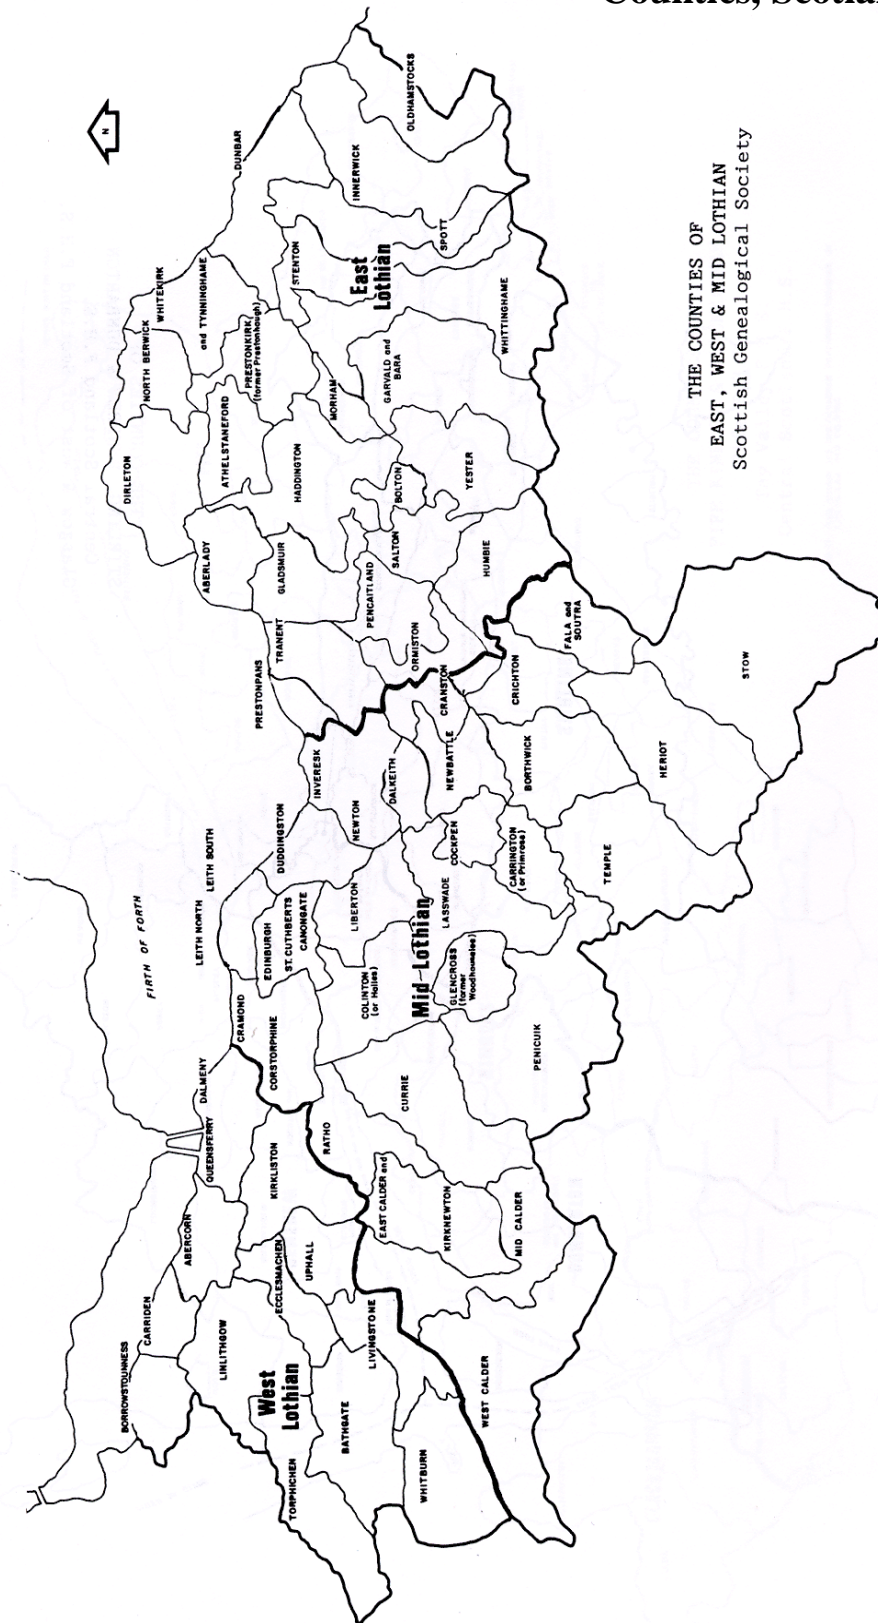 Counties,
N
THE COUNTIES OF
EAST, WEST & MID LOTHIAN
Scottish Genealogical Society
FIRTH OF FORTH
West
Lothian
BORROWSTOUNNESS
CARRIDEN
ABERCORN
QUEENSFERRY
DALMENY
LINLITHGOW
ECCLESMACHEN
UPHALL
KIRKLISTON
TORPHICHEN
BATHGATE
LIVINGSTONE
WHITBURN
Mid-Lothian
CRAMOND
LEITH NORTH
LEITH SOUTH
CORSTORPHINE
EDINBURGH
ST. CUTHBERTS
CANONGATE
DUDDINGSTON
INVERESK
RATHO
COLINTON
(or Hailes)
LIBERTON
NEWTON
DALKEITH
CURRIE
EAST CALDER and
KIRKNEWTON
MID CALDER
WEST CALDER
LASSWADE
COCKPEN
NEWBATTLE
CRANSTON
GLENCROSS
(former
Woodhouselee)
CARRINGTON
(or Primrose)
BORTHWICK
CRICHTON
FALA and
SOUTRA
PENICUIK
TEMPLE
HERIOT
STOW
East
Lothian
DIRLETON
NORTH BERWICK
WHITEKIRK
and TYNNINGHAME
DUNBAR
ABERLADY
ATHELSTANEFORD
PRESTONKIRK
(former Prestonhaugh)
PRESTONPANS
TRANENT
GLADSMUIR
HADDINGTON
MORHAM
STENTON
INNERWICK
OLDHAMSTOCKS
PENCAITLAND
SALTON
BOLTON
GARVALD and
BARA
SPOTT
ORMISTON
HUMBIE
YESTER
WHITTINGHAME